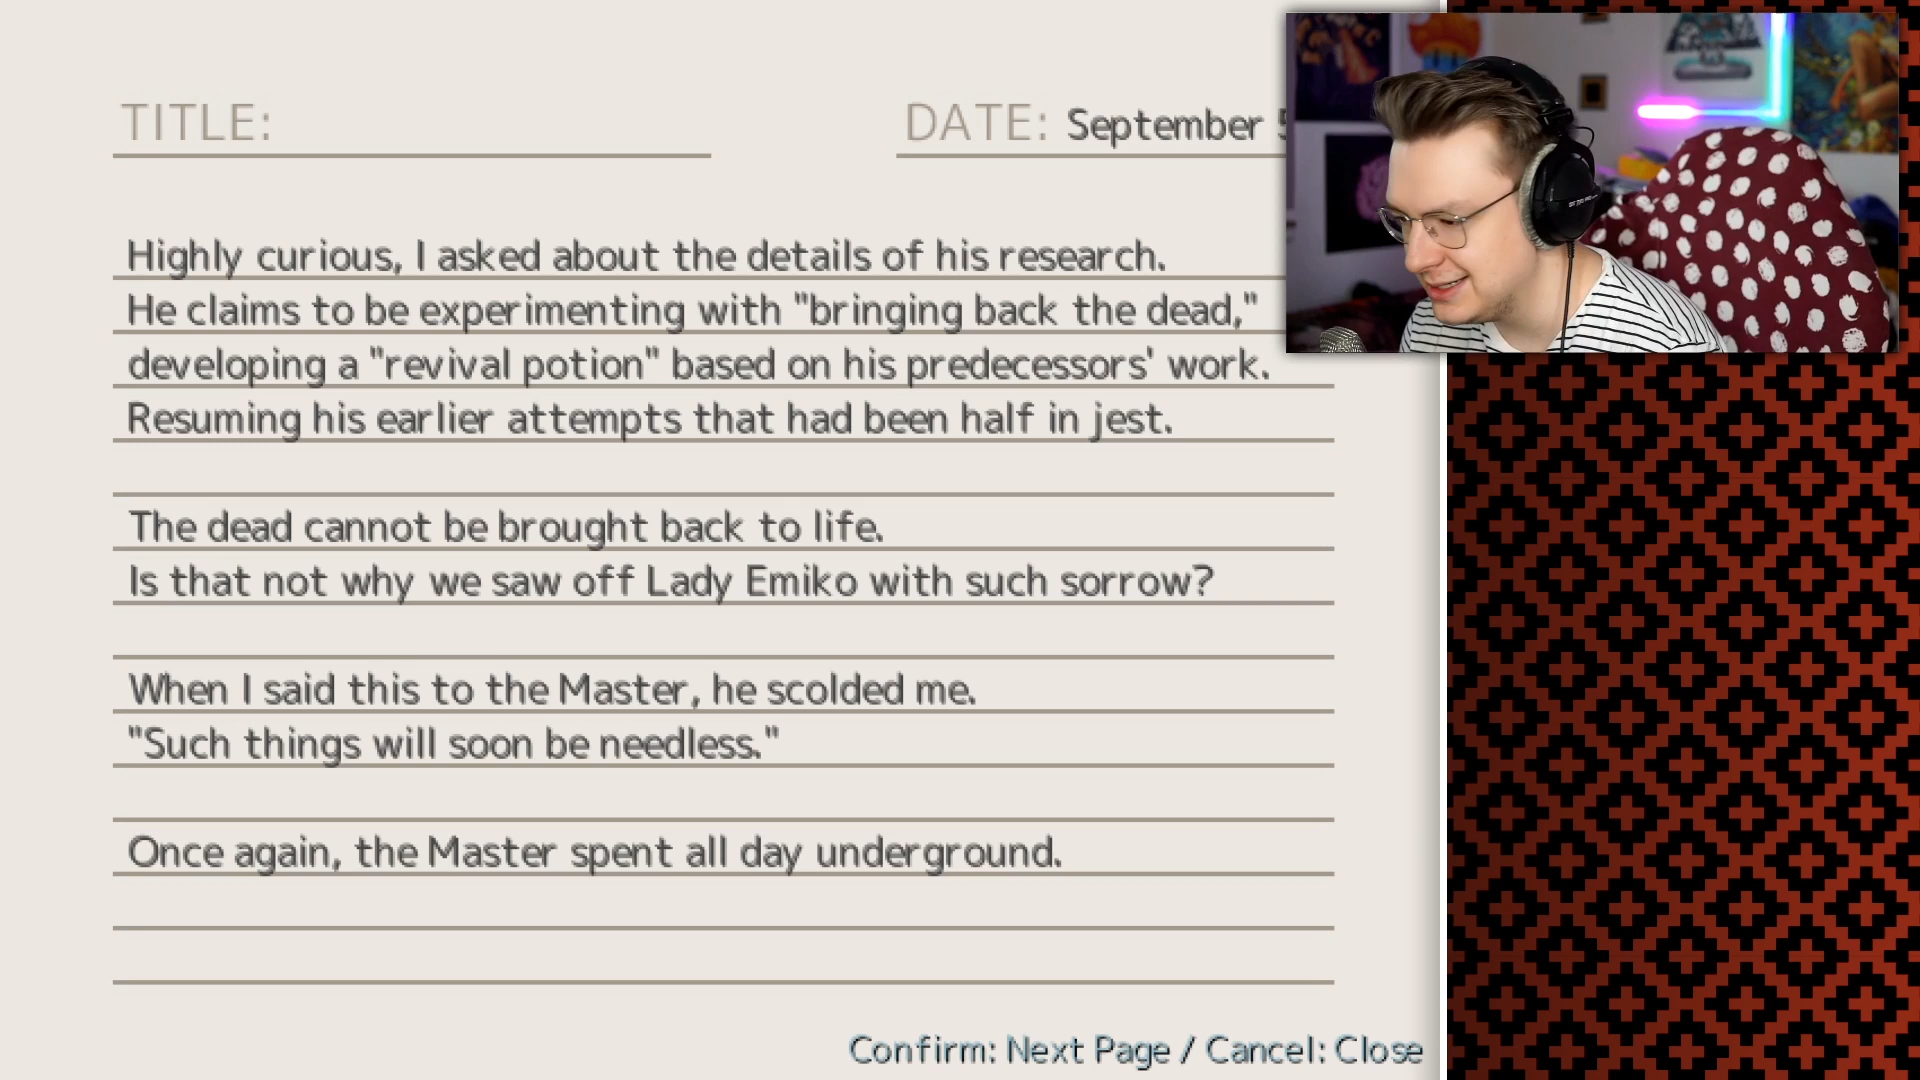 TITLE:
DATE: September 5
Highly curious, I asked about the details of his research.
He claims to be experimenting with "bringing back the dead,"
developing a "revival potion" based on his predecessors' work.
Resuming his earlier attempts that had been half in jest.
The dead cannot be brought back to life.
Is that not why we saw off Lady Emiko with such sorrow?
When I said this to the Master, he scolded me.
"Such things will soon be needless."
Once again, the Master spent all day underground.
Confirm: Next Page / Cancel: Close